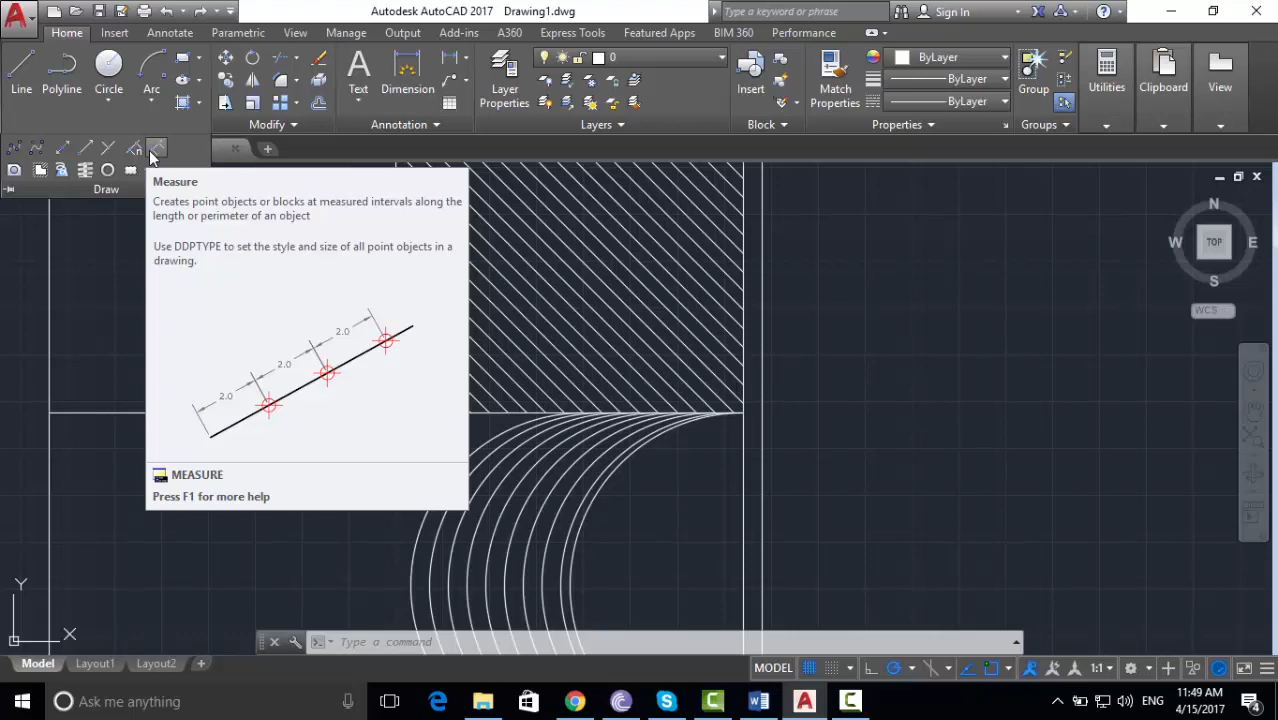 Autodesk AutoCAD 2017 Drawing1.dwg
Type a keyword or phrase
Sign In
Home Insert Annotate Parametric View Manage Output Add-ins A360 Express Tools Featured Apps BIM 360 Performance
Line
Polyline
Circle
Arc
Text
Dimension
Layer
Properties
0
Insert
Match
Properties
ByLayer
ByLayer
ByLayer
Group
Utilities
Clipboard
View
Modify
Annotation
Layers
Block
Properties
Groups
Draw
Measure
Creates point objects or blocks at measured intervals along the
length or perimeter of an object
Use DDPTYPE to set the style and size of all point objects in a
drawing.
2.0
2.0
2.0
MEASURE
Press F1 for more help
N
W TOP E
S
WCS
Y
X
Type a command
Model Layout1 Layout2
MODEL
1:1
Ask me anything
ENG
11:49 AM
4/15/2017
4